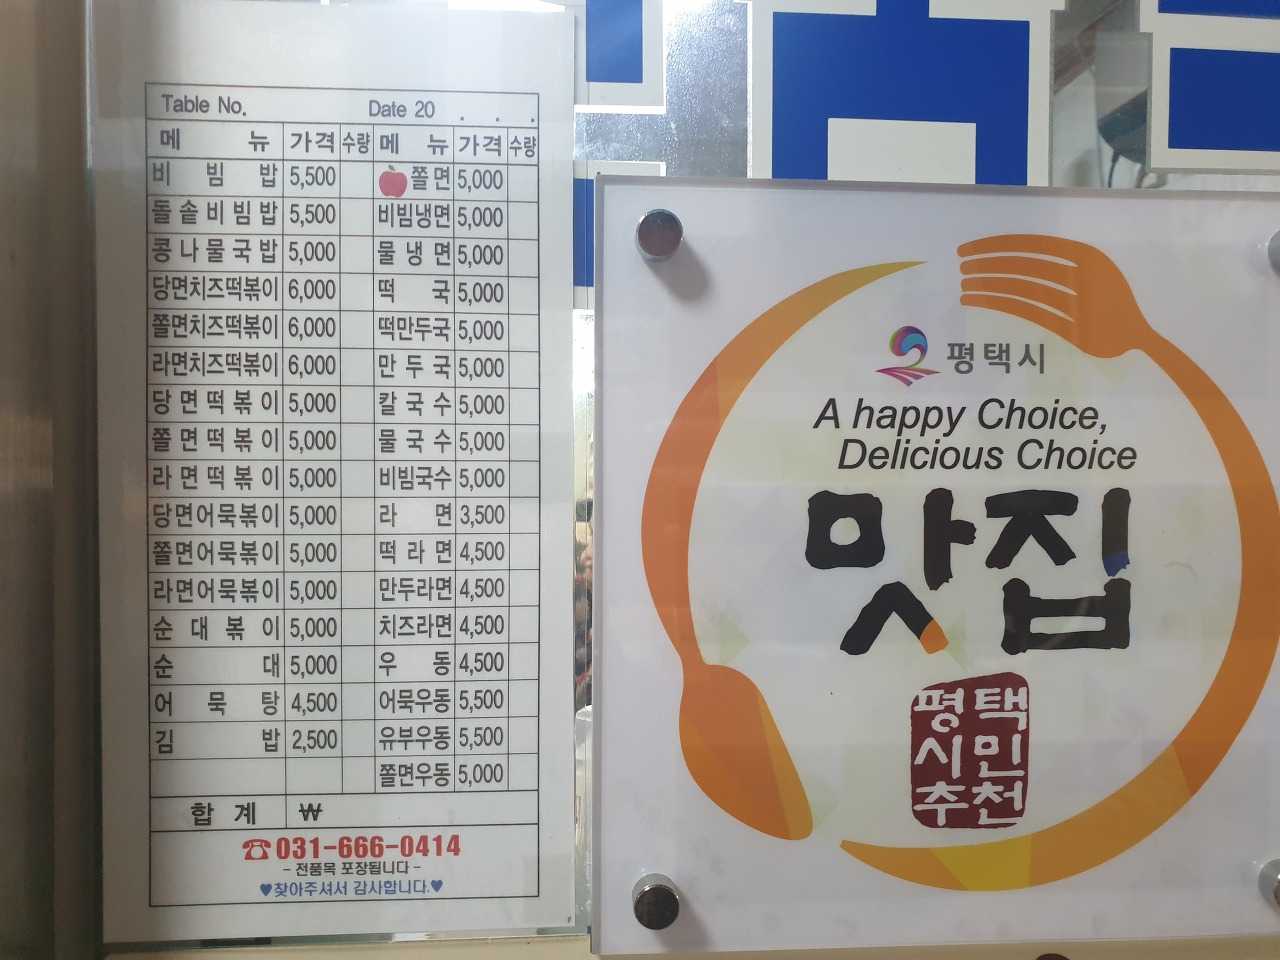 Table No. Date 20 . . .
메 뉴 가격 수량 메 뉴 가격 수량
비 빔 밥 5,500 쫄면 5,000
돌솥비빔밥 5,500 비빔냉면 5,000
콩나물국밥 5,000 물냉면 5,000
당면치즈떡볶이 6,000 떡 국 5,000
쫄면치즈떡볶이 6,000 떡만두국 5,000
라면치즈떡볶이 6,000 만두국 5,000
당면떡볶이 5,000 칼국수 5,000
쫄면떡볶이 5,000 물국수 5,000
라면떡볶이 5,000 비빔국수 5,000
당면어묵볶이 5,000 라 면 3,500
쫄면어묵볶이 5,000 떡라면 4,500
라면어묵볶이 5,000 만두라면 4,500
순대볶이 5,000 치즈라면 4,500
순 대 5,000 우 동 4,500
어 묵 탕 4,500 어묵우동 5,500
김 밥 2,500 유부우동 5,500
쫄면우동 5,000
합 계 ₩
☎031-666-0414
- 전품목 포장됩니다 -
♥찾아주셔서 감사합니다.♥
평택시
A happy Choice,
Delicious Choice
맛집
평택
시민
추천